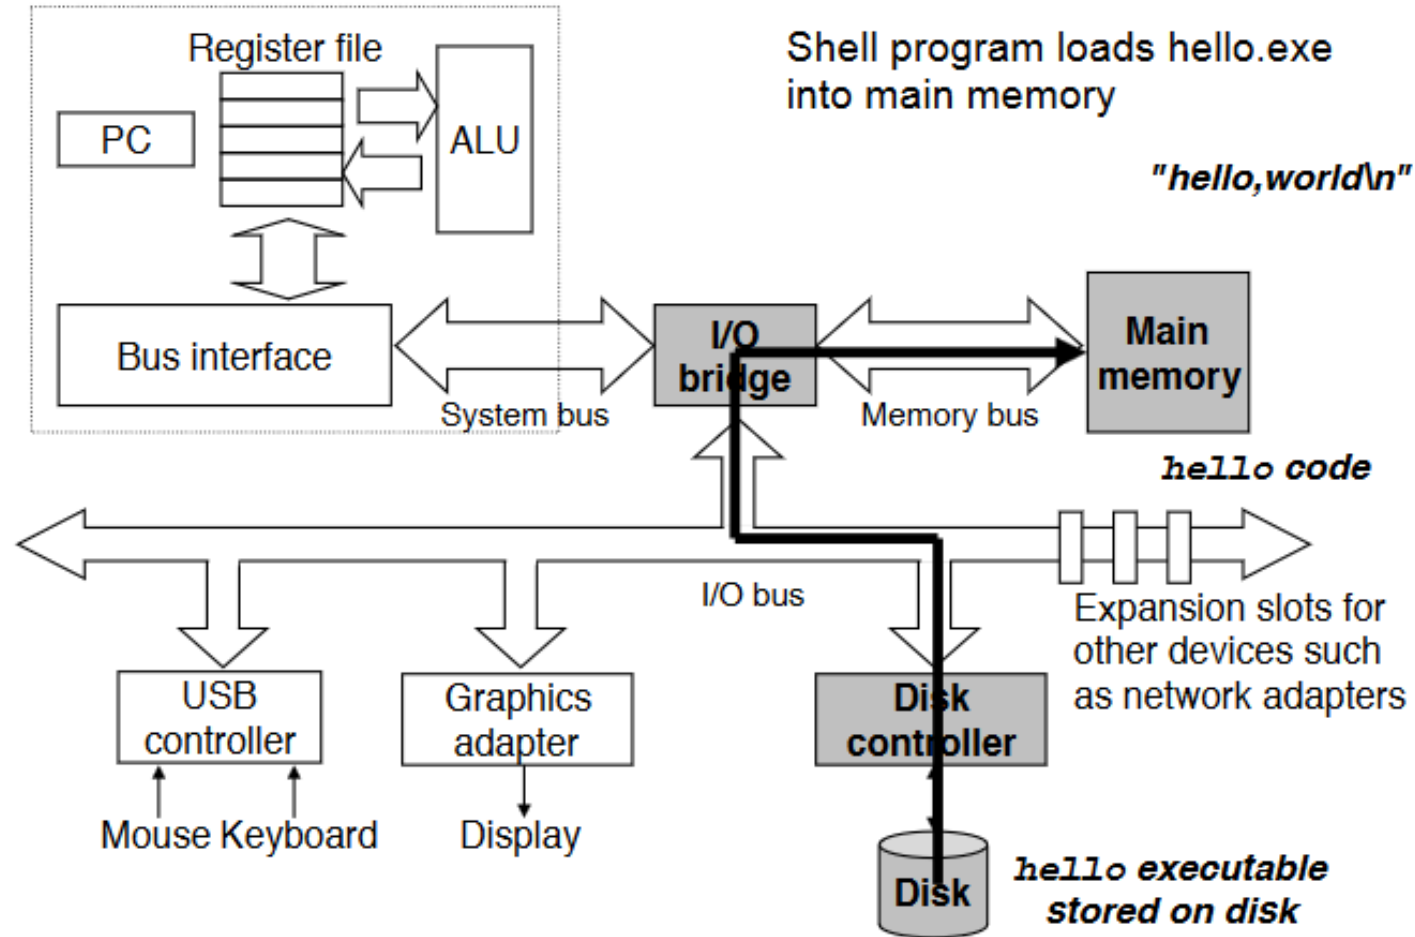 Register file
PC
ALU
Shell program loads hello.exe
into main memory
"hello,world\n"
Bus interface
System bus
I/O
bridge
Memory bus
Main
memory
hello code
I/O bus
Expansion slots for
other devices such
as network adapters
USB
controller
Graphics
adapter
Disk
controller
Mouse Keyboard
Display
Disk
hello executable
stored on disk